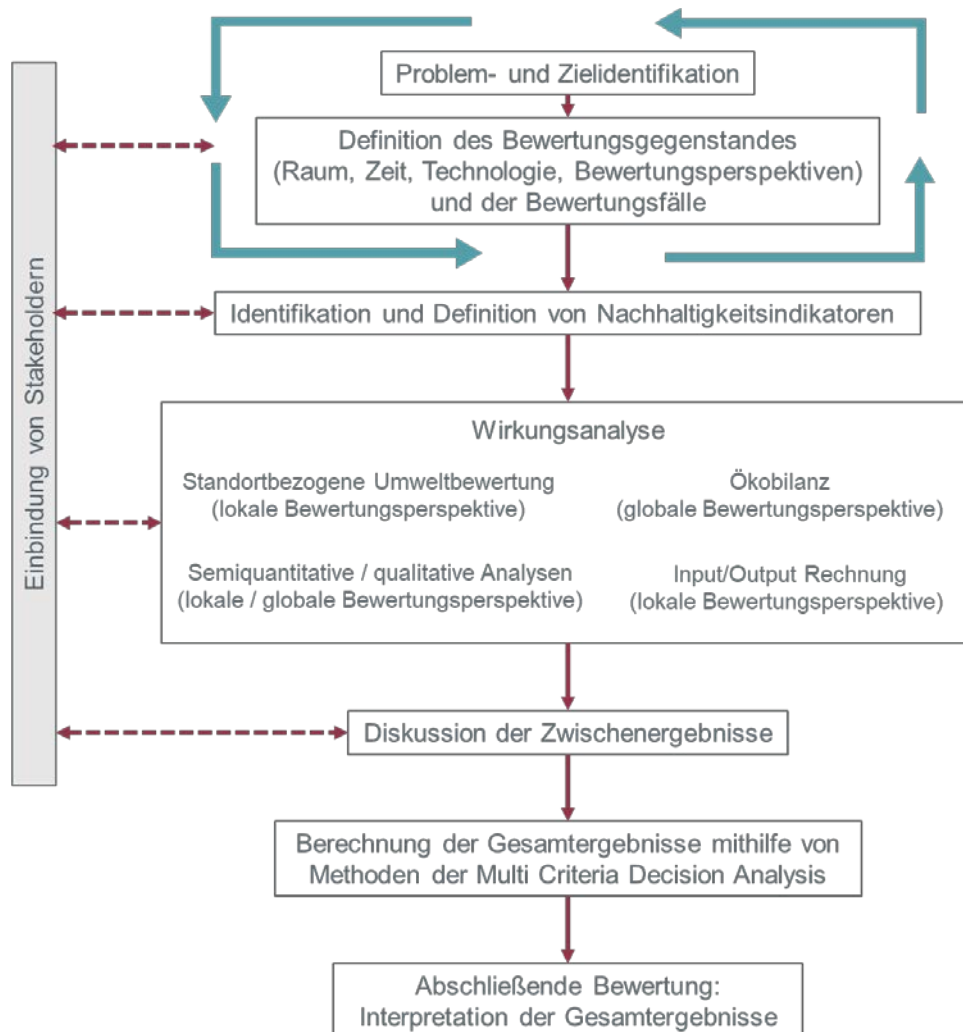 Einbindung von Stakeholdern
Problem- und Zielidentifikation
Definition des Bewertungsgegenstandes
(Raum, Zeit, Technologie, Bewertungsperspektiven)
und der Bewertungsfälle
Identifikation und Definition von Nachhaltigkeitsindikatoren
Wirkungsanalyse
Standortbezogene Umweltbewertung
(lokale Bewertungsperspektive)
Ökobilanz
(globale Bewertungsperspektive)
Semiquantitative / qualitative Analysen
(lokale / globale Bewertungsperspektive)
Input/Output Rechnung
(lokale Bewertungsperspektive)
Diskussion der Zwischenergebnisse
Berechnung der Gesamtergebnisse mithilfe von
Methoden der Multi Criteria Decision Analysis
Abschließende Bewertung:
Interpretation der Gesamtergebnisse